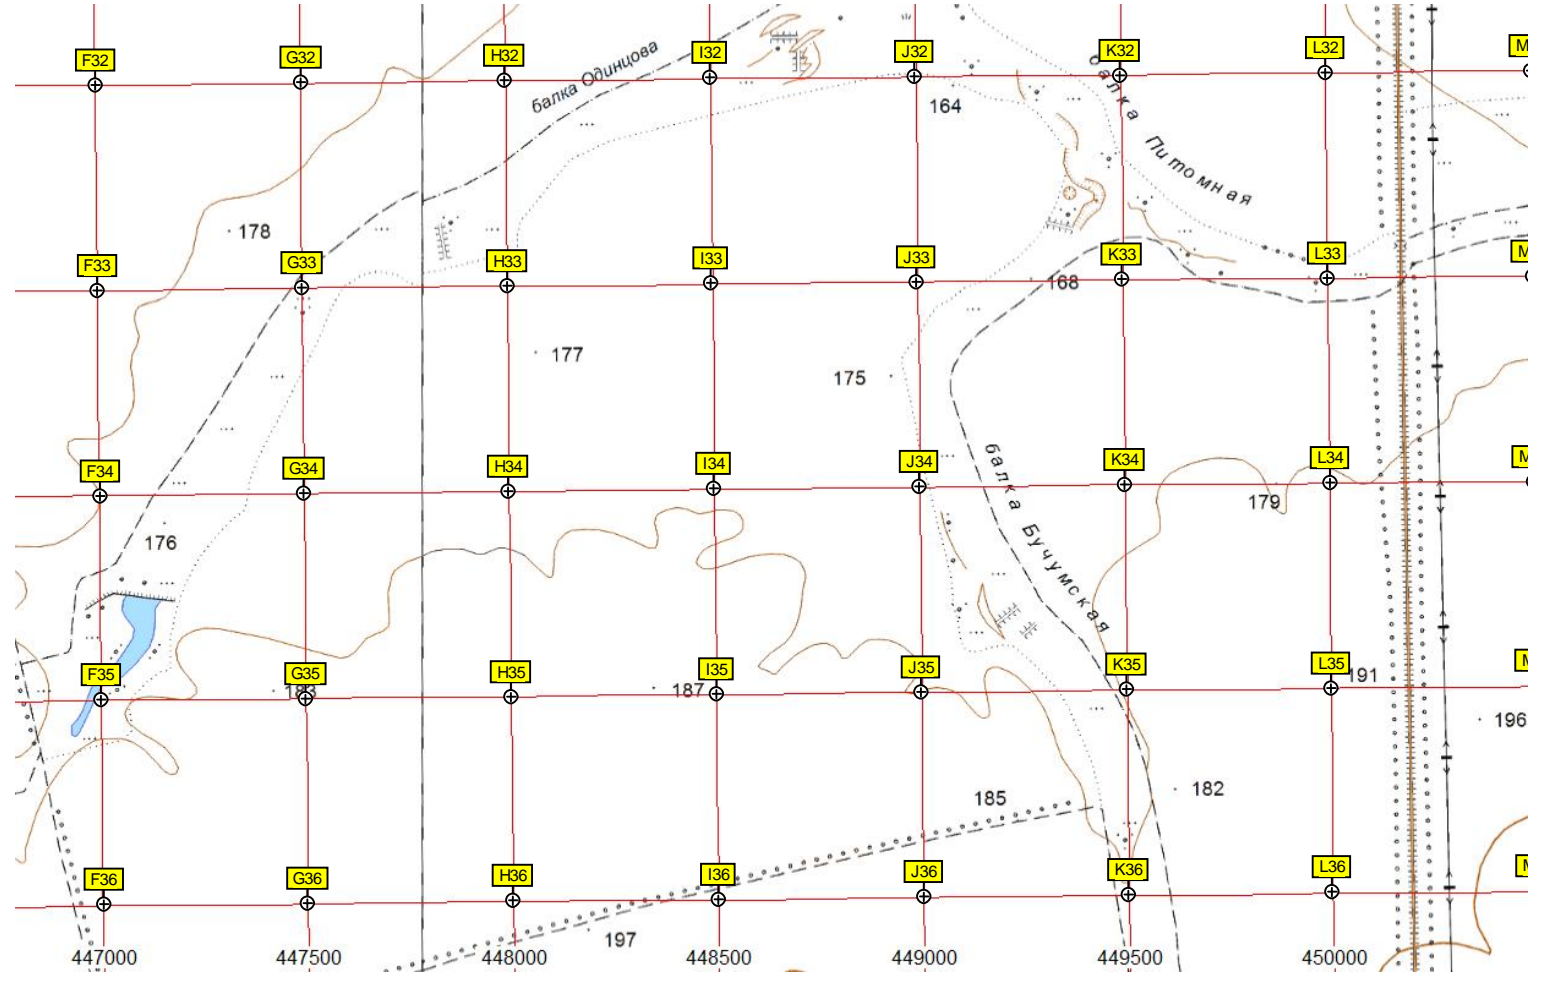 F32 G32 H32 I32 J32 K32 L32 M
балка Одинцова
164
балка Питомная
178
F33 G33 H33 I33 J33 K33 L33 M
168
177
175
F34 G34 H34 I34 J34 K34 L34 M
179
балка Бучумская
176
F35 G35 H35 I35 J35 K35 L35 M
183
187
191
196
182
185
F36 G36 H36 I36 J36 K36 L36 M
197
447000 447500 448000 448500 449000 449500 450000